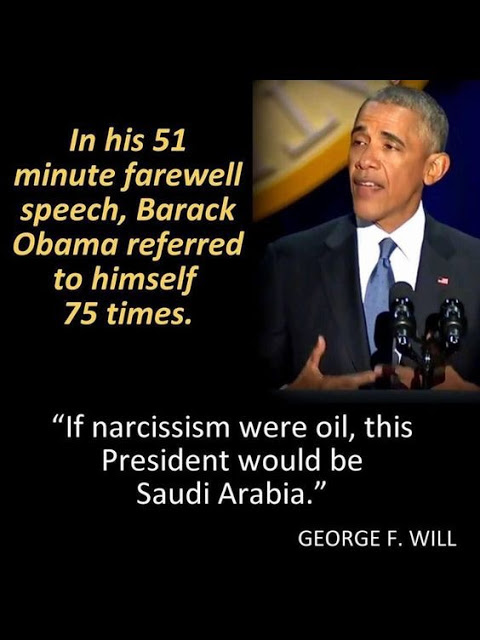 In his 51
minute farewell
speech, Barack
Obama referred
to himself
75 times.
“If narcissism were oil, this
President would be
Saudi Arabia.”
GEORGE F. WILL